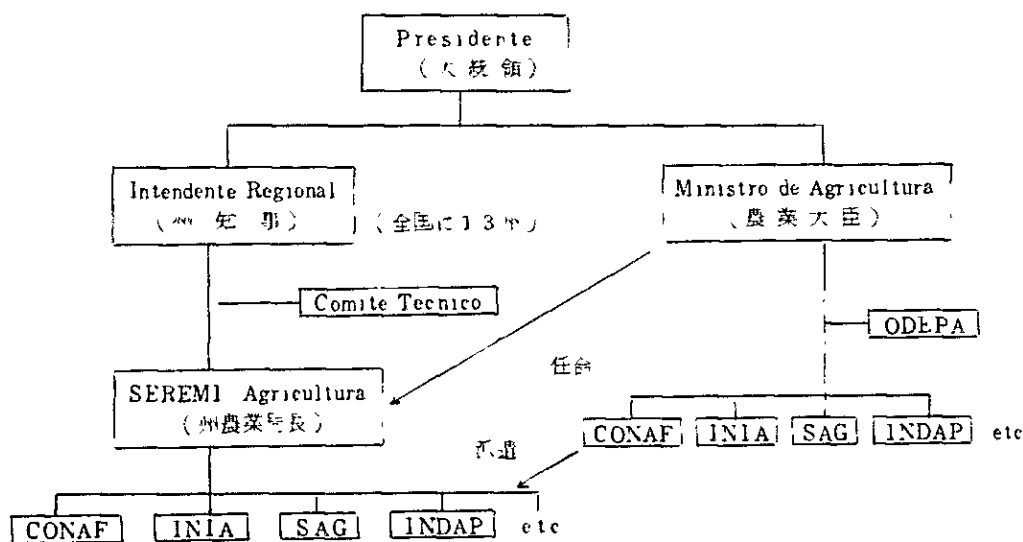 Presidente
（大統領）
Intendente Regional
（州知事）
（全国に13州）
Ministro de Agricultura
（農業大臣）
Comite Tecnico
ODEPA
任命
SEREMI Agricultura
（州農業局長）
CONAF INIA SAG INDAP etc
派遣
CONAF INIA SAG INDAP etc